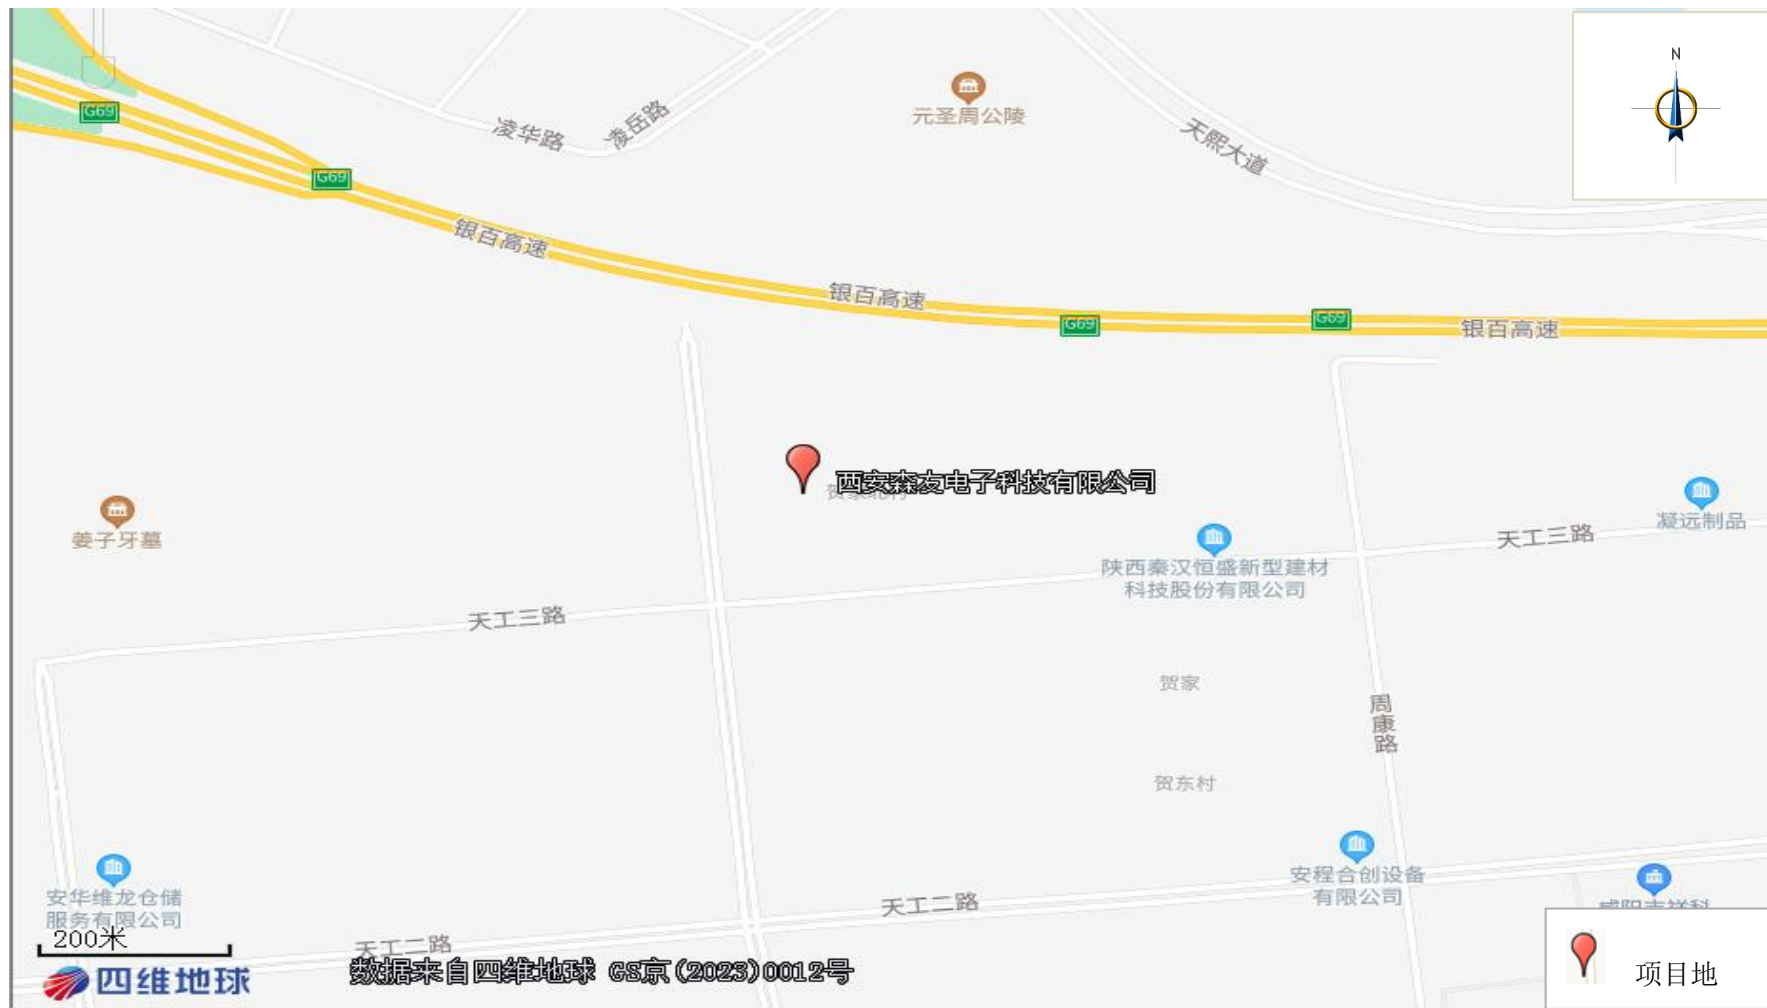 N
元圣周公陵
G69
凌华路
凌岳路
天熙大道
G69
银百高速
银百高速
G69
G69
银百高速
西安森友电子科技有限公司
姜子牙墓
凝远制品
天工三路
陕西秦汉恒盛新型建材
科技股份有限公司
天工三路
贺家
周康路
贺东村
安程合创设备
有限公司
安华维龙仓储
服务有限公司
天工二路
200米
天工二路
四维地球
数据来自四维地球 GS京(2023)0012号
项目地